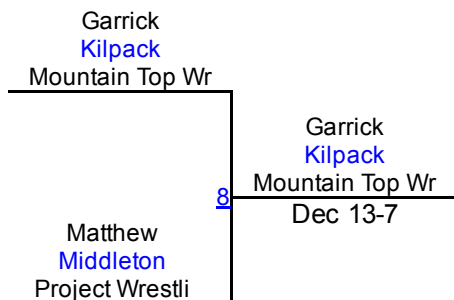 Garrick
Kilpack
Mountain Top Wr
Garrick
Kilpack
Mountain Top Wr
8
Dec 13-7
Matthew
Middleton
Project Wrestli